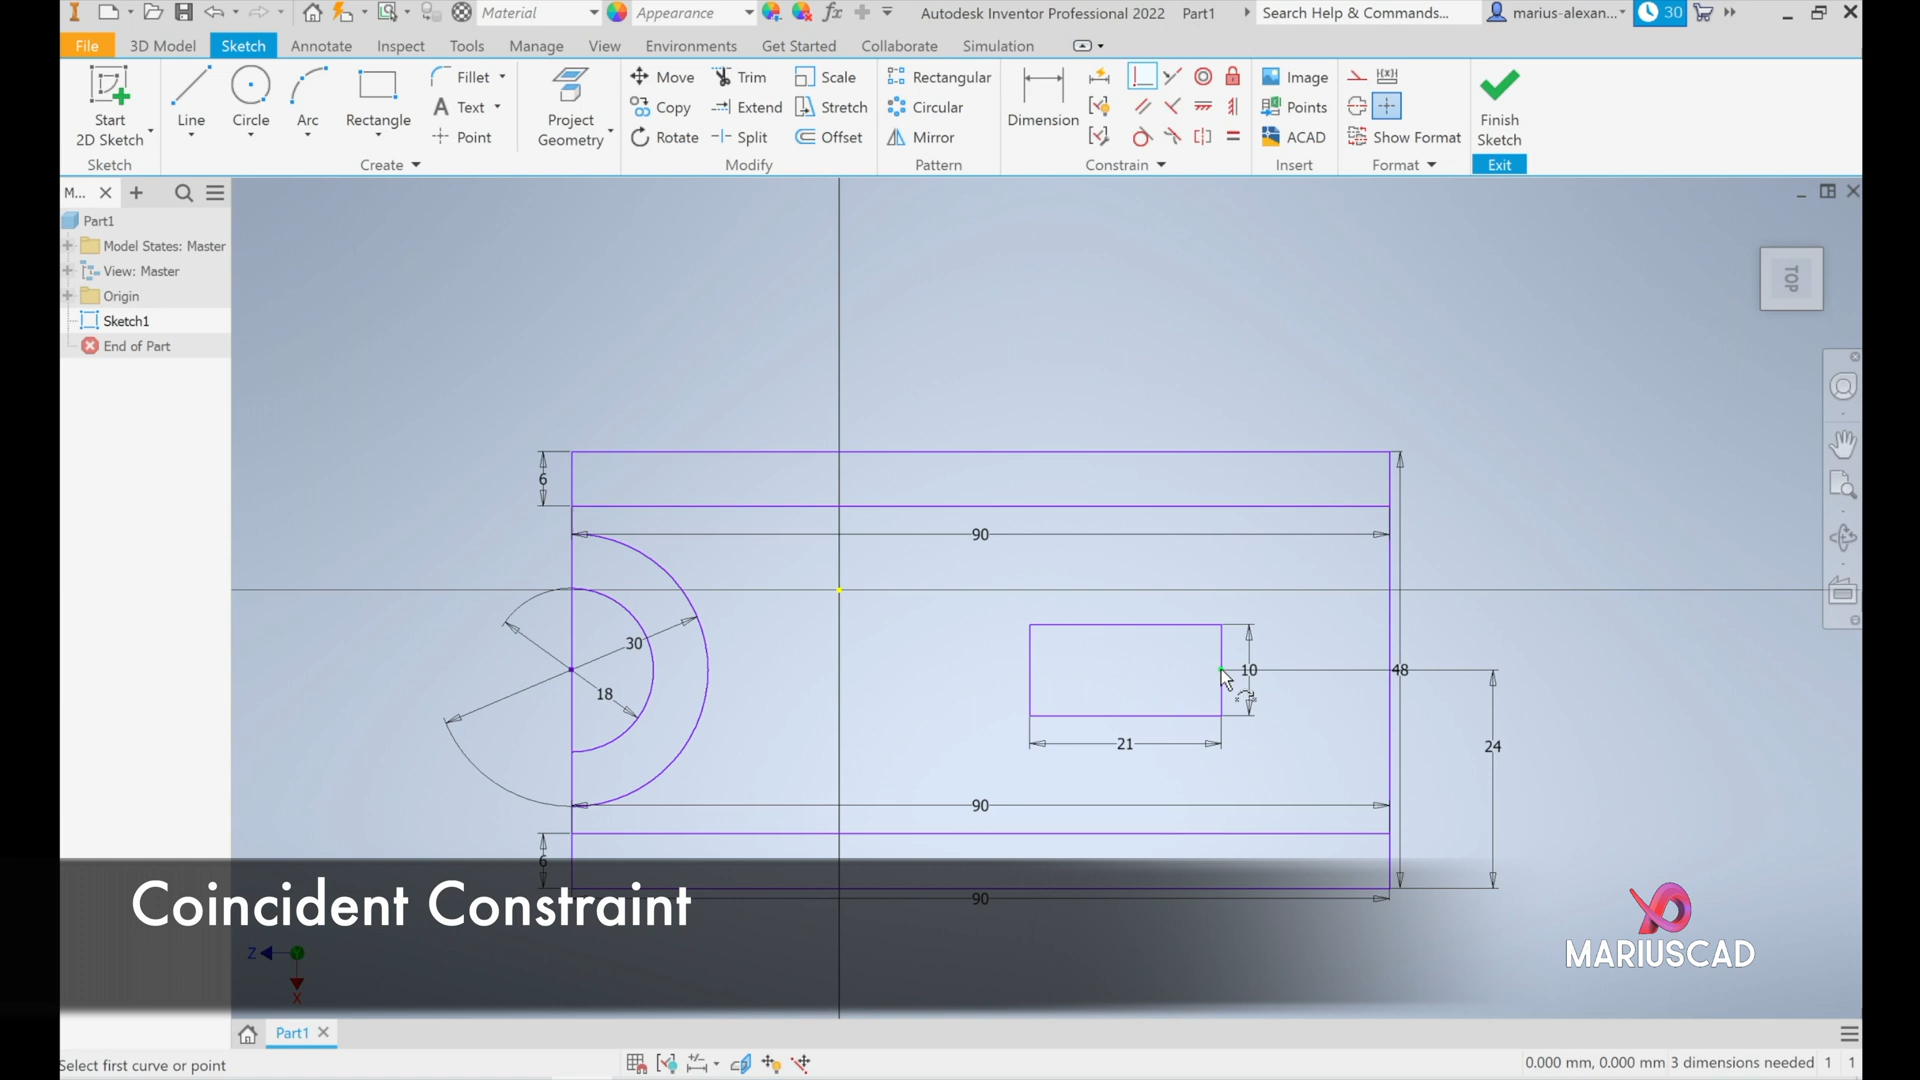 Material
Appearance
Autodesk Inventor Professional 2022 Part1
Search Help & Commands...
marius-alexan...
30
File 3D Model Sketch Annotate Inspect Tools Manage View Environments Get Started Collaborate Simulation
Start
2D Sketch
Line
Circle
Arc
Rectangle
Fillet
Text
Point
Project
Geometry
Move
Copy
Rotate
Trim
Extend
Split
Scale
Stretch
Offset
Rectangular
Circular
Mirror
Dimension
Image
Points
ACAD
Show Format
Finish
Sketch
Sketch Create Modify Pattern Constrain Insert Format Exit
M...
Part1
Model States: Master
View: Master
Origin
Sketch1
End of Part
TOP
6
90
30
18
10
48
21
24
90
6
90
Coincident Constraint
MARIUSCAD
Z
Y
X
Part1
Select first curve or point
0.000 mm, 0.000 mm 3 dimensions needed 1 1